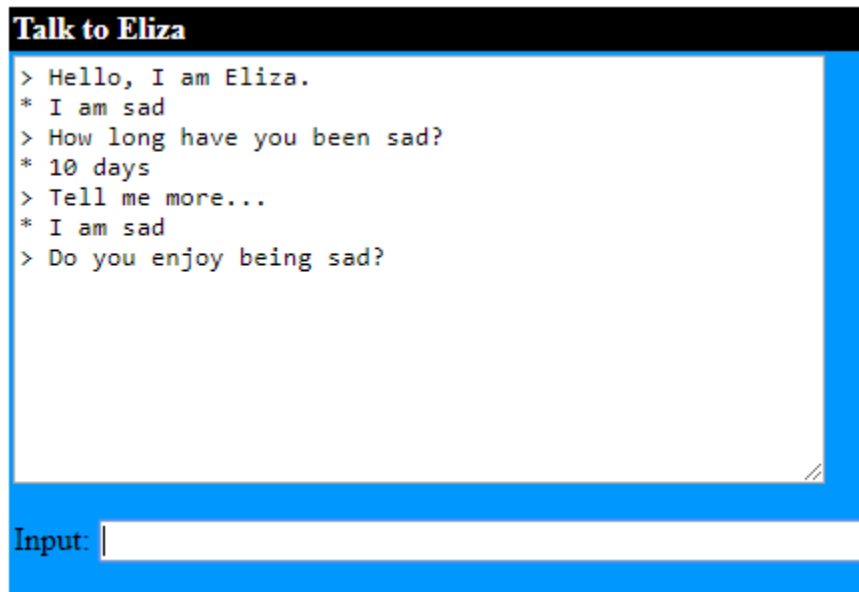 Talk to Eliza
> Hello, I am Eliza.
* I am sad
> How long have you been sad?
* 10 days
> Tell me more...
* I am sad
> Do you enjoy being sad?
Input: